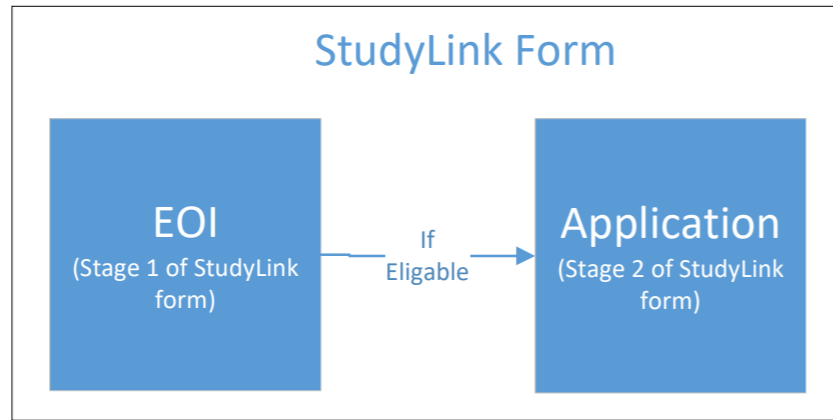 StudyLink Form
EOI
(Stage 1 of StudyLink
form)
If
Eligable
Application
(Stage 2 of StudyLink
form)